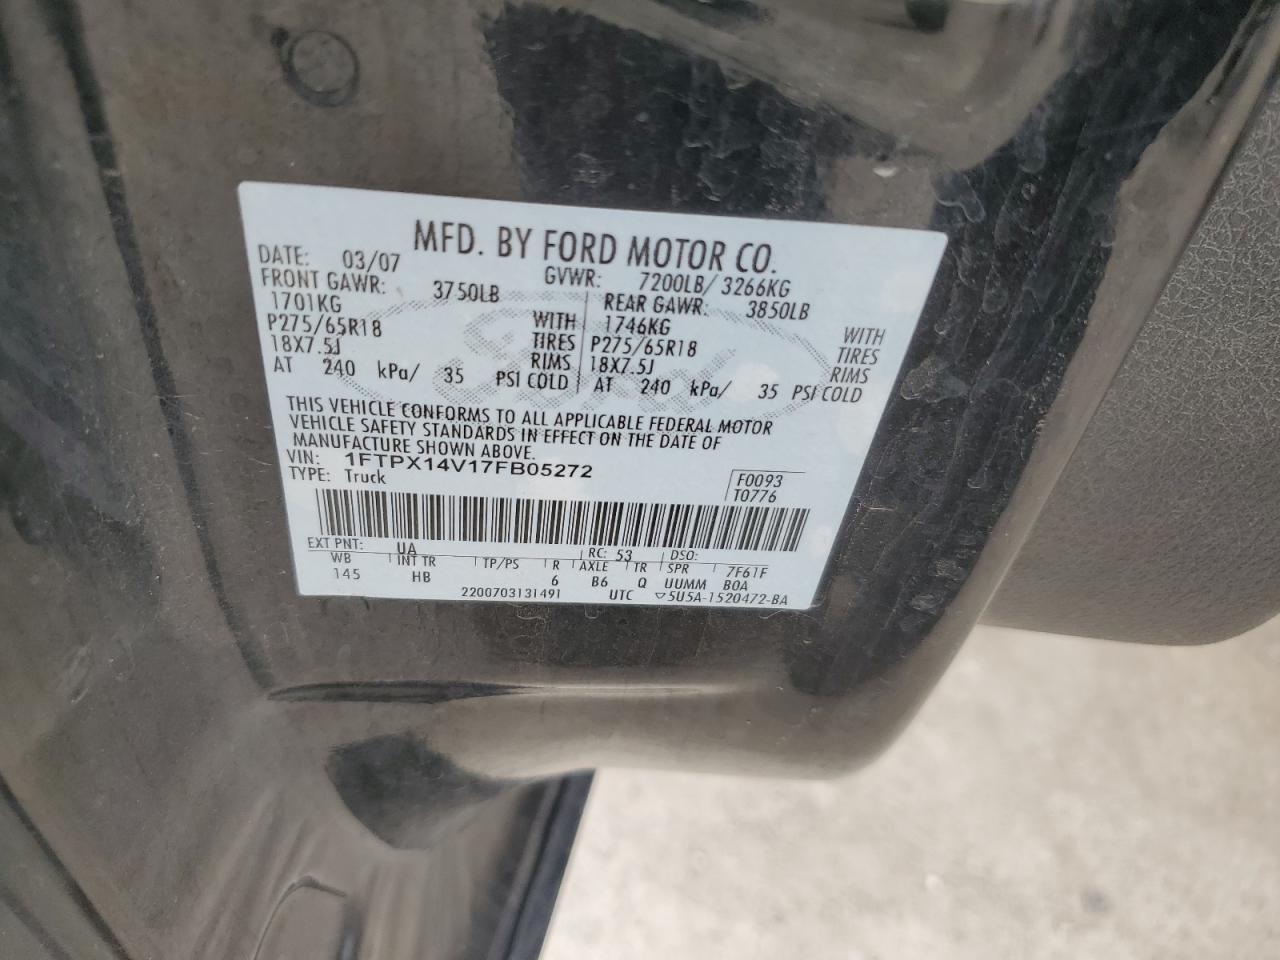 MFD. BY FORD MOTOR CO.
DATE: 03/07 GVWR: 7200LB/ 3266KG
FRONT GAWR: 3750LB REAR GAWR: 3850LB
1701KG WITH 1746KG WITH
P275/65R18 TIRES P275/65R18 TIRES
18X7.5J RIMS 18X7.5J RIMS
AT 240 kPa/ 35 PSI COLD AT 240 kPa/ 35 PSI COLD
THIS VEHICLE CONFORMS TO ALL APPLICABLE FEDERAL MOTOR
VEHICLE SAFETY STANDARDS IN EFFECT ON THE DATE OF
MANUFACTURE SHOWN ABOVE.
VIN: 1FTPX14V17FB05272 F0093
TYPE: Truck T0776
EXT PNT: UA RC: 53 DSO:
WB INT TR TP/PS R AXLE TR SPR 7F61F
145 HB 6 B6 Q UUMM B0A
2200703131491 UTC ▽5U5A-1520472-BA